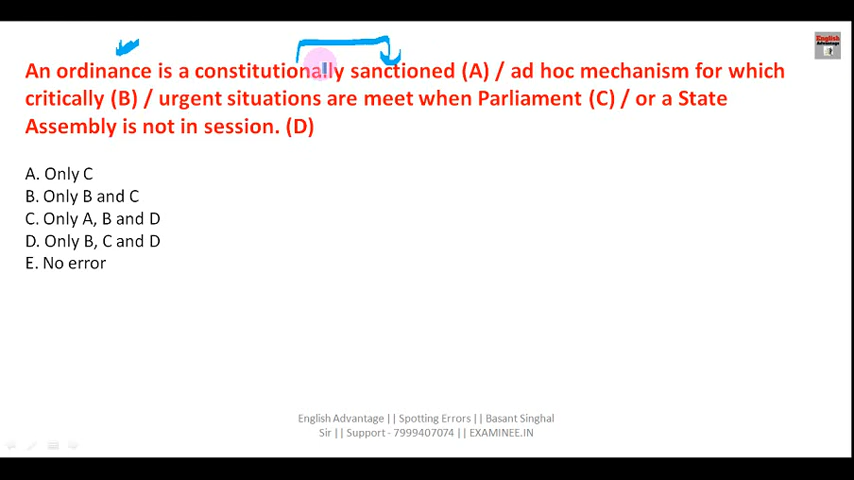 English
Advantage
An ordinance is a constitutionally sanctioned (A) / ad hoc mechanism for which
critically (B) / urgent situations are meet when Parliament (C) / or a State
Assembly is not in session. (D)
A. Only C
B. Only B and C
C. Only A, B and D
D. Only B, C and D
E. No error
English Advantage || Spotting Errors || Basant Singhal
Sir || Support - 7999407074 || EXAMINEE.IN